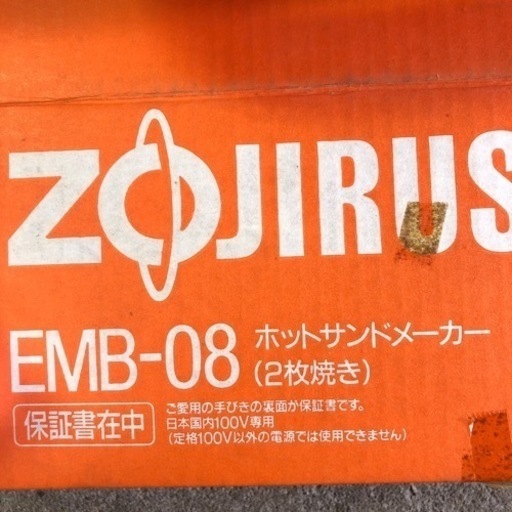 ZOJIRUS
EMB-08 ホットサンドメーカー
(2枚焼き)
保証書在中
ご愛用の手びきの裏面が保証書です。
日本国内100V専用
(定格100V以外の電源では使用できません)